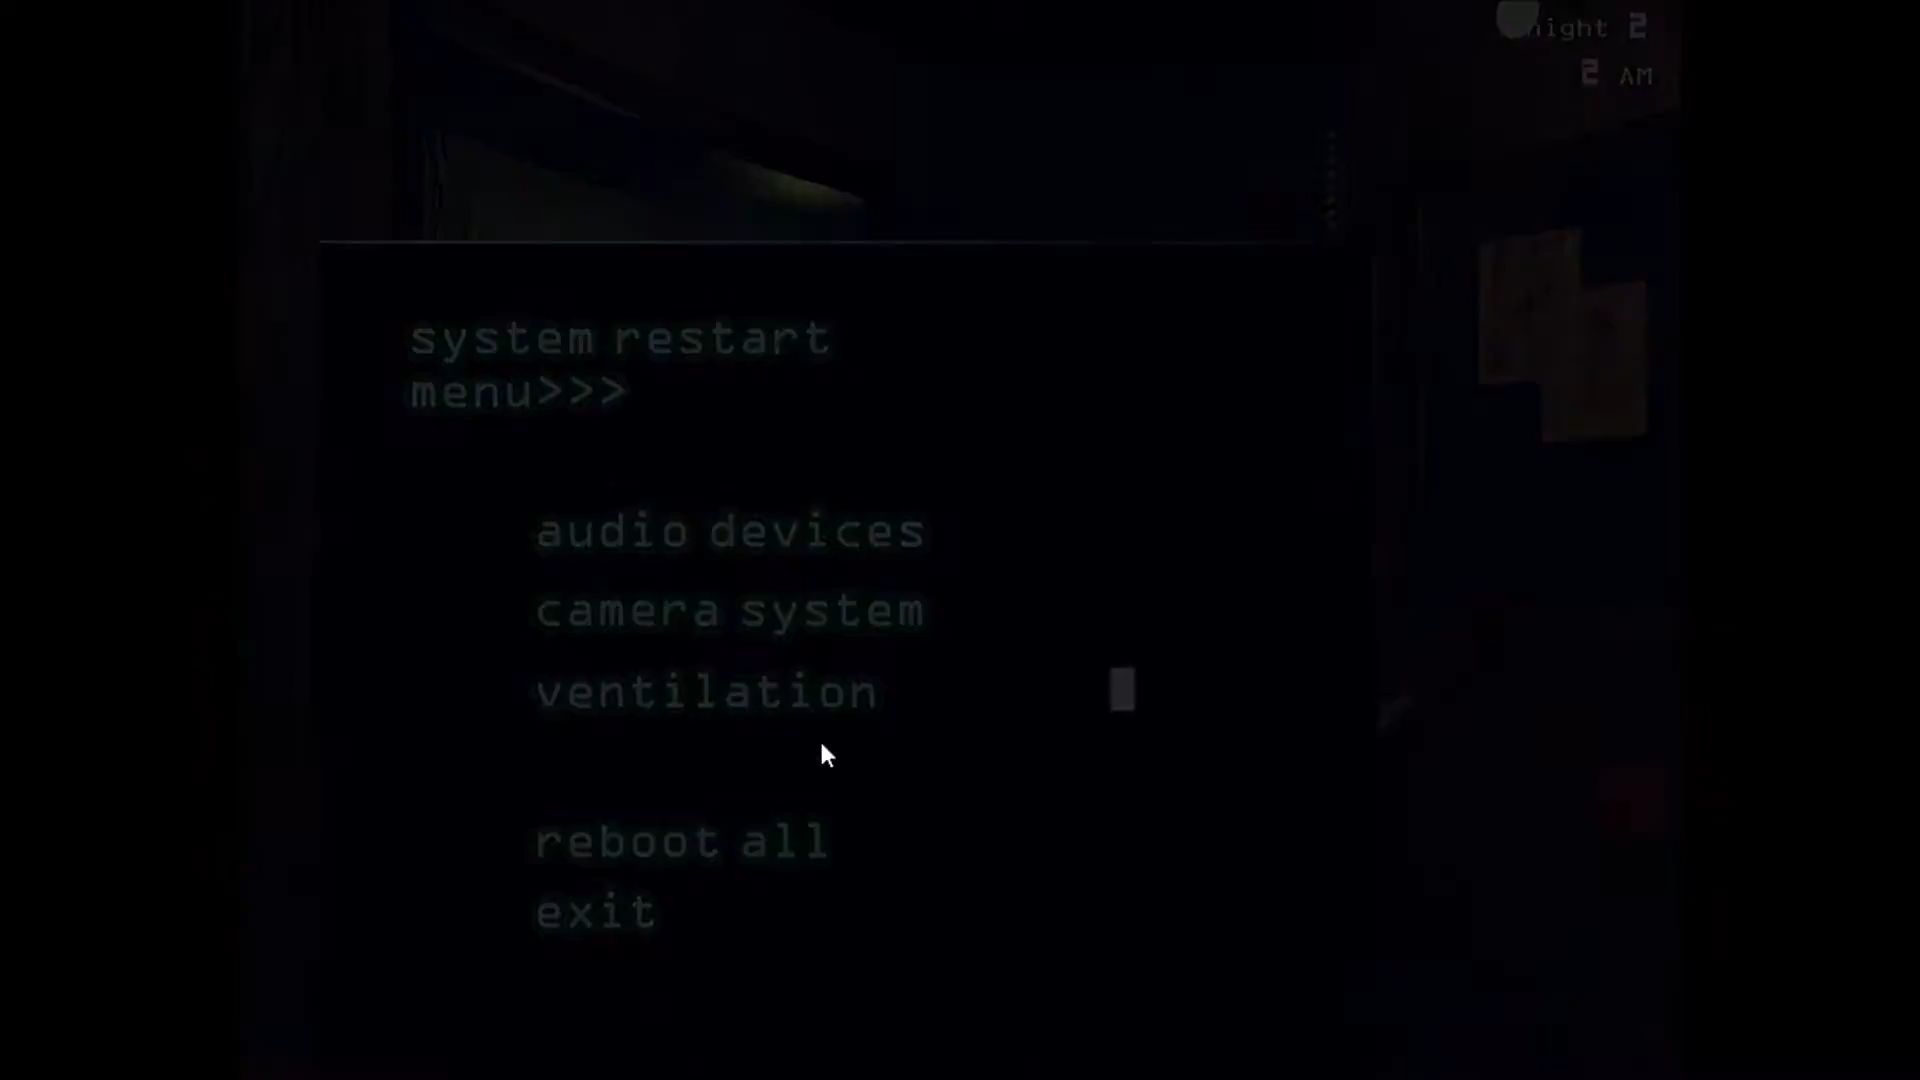 night 2
2 AM
system restart
menu>>>
audio devices
camera system
ventilation
reboot all
exit